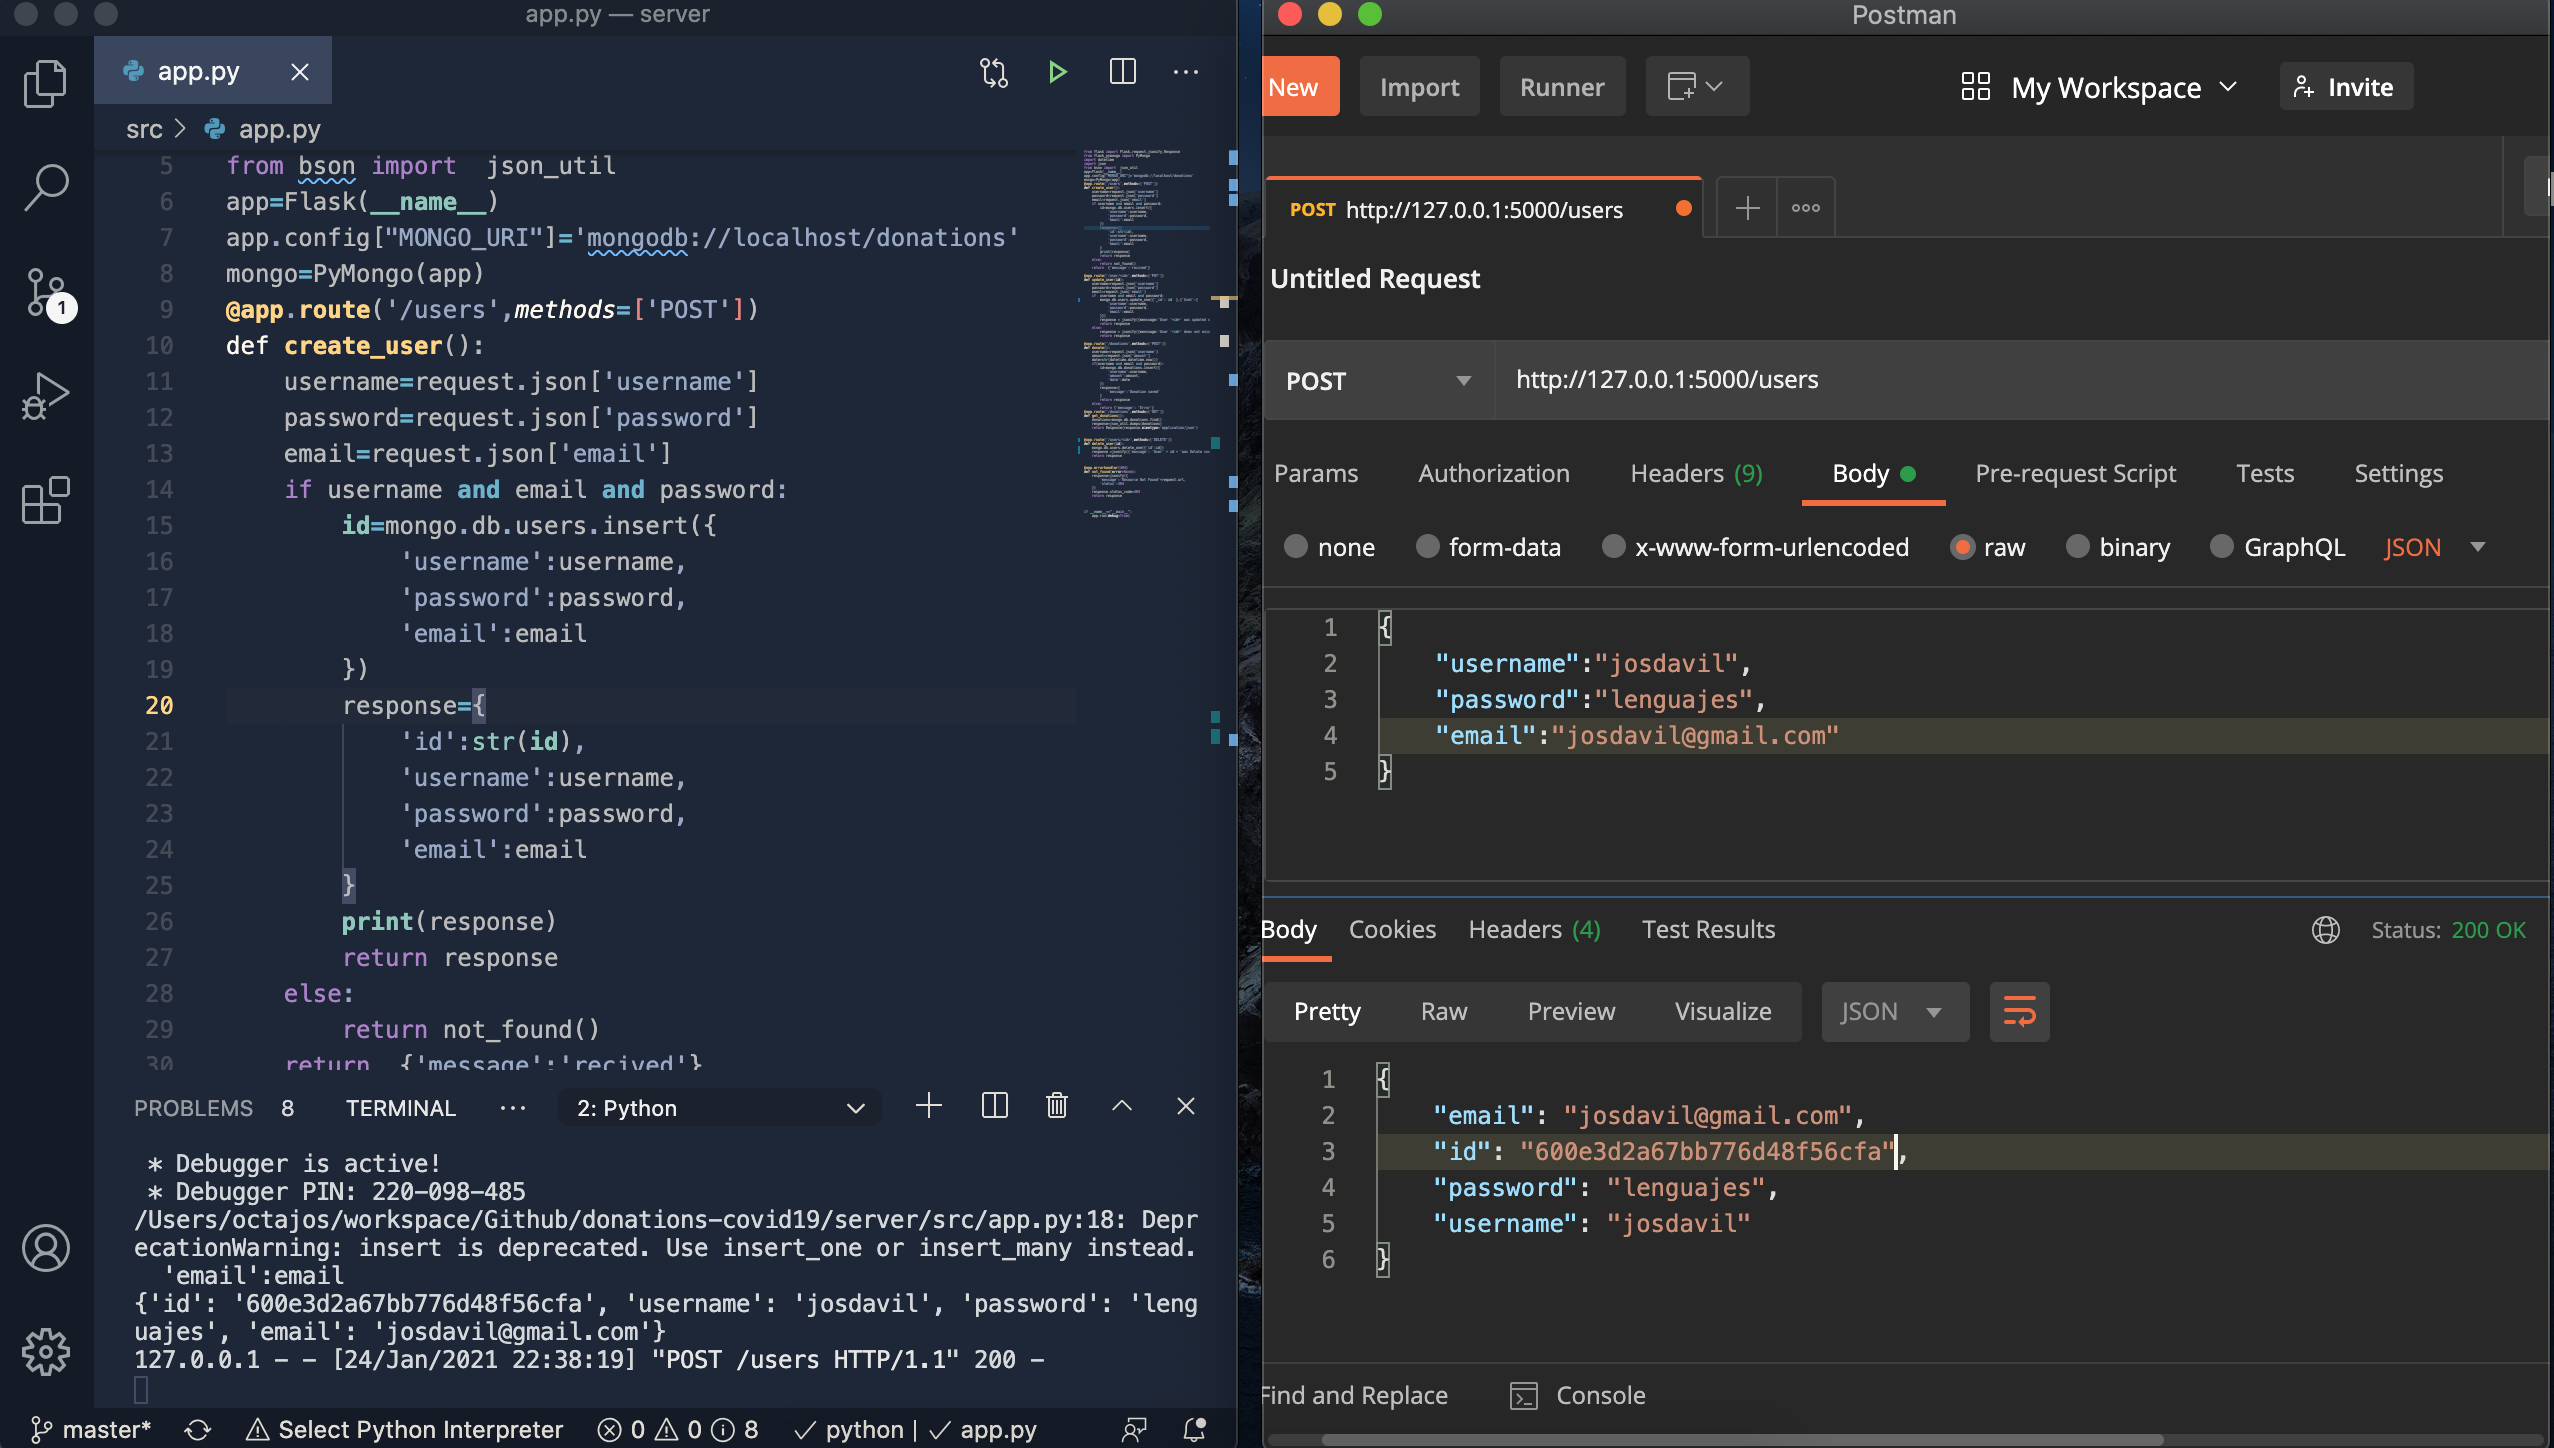 app.py — server
app.py
src > app.py
5 from bson import  json_util
6 app=Flask(__name__)
7 app.config["MONGO_URI"]='mongodb://localhost/donations'
8 mongo=PyMongo(app)
9 @app.route('/users',methods=['POST'])
10 def create_user():
11     username=request.json['username']
12     password=request.json['password']
13     email=request.json['email']
14     if username and email and password:
15         id=mongo.db.users.insert({
16             'username':username,
17             'password':password,
18             'email':email
19         })
20         response={
21             'id':str(id),
22             'username':username,
23             'password':password,
24             'email':email
25         }
26         print(response)
27         return response
28     else:
29         return not_found()
30     return  {'message':'recived'}
PROBLEMS 8 TERMINAL ··· 2: Python
* Debugger is active!
* Debugger PIN: 220-098-485
/Users/octajos/workspace/Github/donations-covid19/server/src/app.py:18: Depr
ecationWarning: insert is deprecated. Use insert_one or insert_many instead.
'email':email
{'id': '600e3d2a67bb776d48f56cfa', 'username': 'josdavil', 'password': 'leng
uajes', 'email': 'josdavil@gmail.com'}
127.0.0.1 - - [24/Jan/2021 22:38:19] "POST /users HTTP/1.1" 200 -
1
master* Select Python Interpreter 0 0 8 python | app.py
Postman
New Import Runner My Workspace Invite
POST http://127.0.0.1:5000/users
Untitled Request
POST http://127.0.0.1:5000/users
Params Authorization Headers (9) Body Pre-request Script Tests Settings
none form-data x-www-form-urlencoded raw binary GraphQL JSON
1 {
2     "username":"josdavil",
3     "password":"lenguajes",
4     "email":"josdavil@gmail.com"
5 }
Body Cookies Headers (4) Test Results Status: 200 OK
Pretty Raw Preview Visualize JSON
1 {
2     "email": "josdavil@gmail.com",
3     "id": "600e3d2a67bb776d48f56cfa",
4     "password": "lenguajes",
5     "username": "josdavil"
6 }
Find and Replace Console